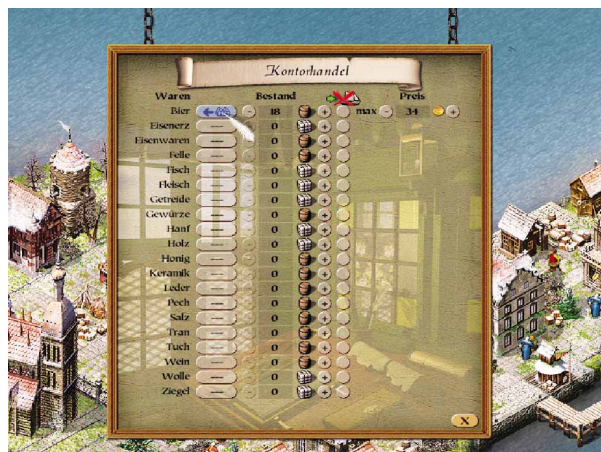 Kontorhandel
Waren Bestand Preis
Bier 18 max 34
Eisenerz 0
Eisenwaren 0
Felle 0
Fisch 0
Fleisch 0
Getreide 0
Gewürze 0
Hanf 0
Holz 0
Honig 0
Keramik 0
Leder 0
Pech 0
Salz 0
Tran 0
Tuch 0
Wein 0
Wolle 0
Ziegel 0
X